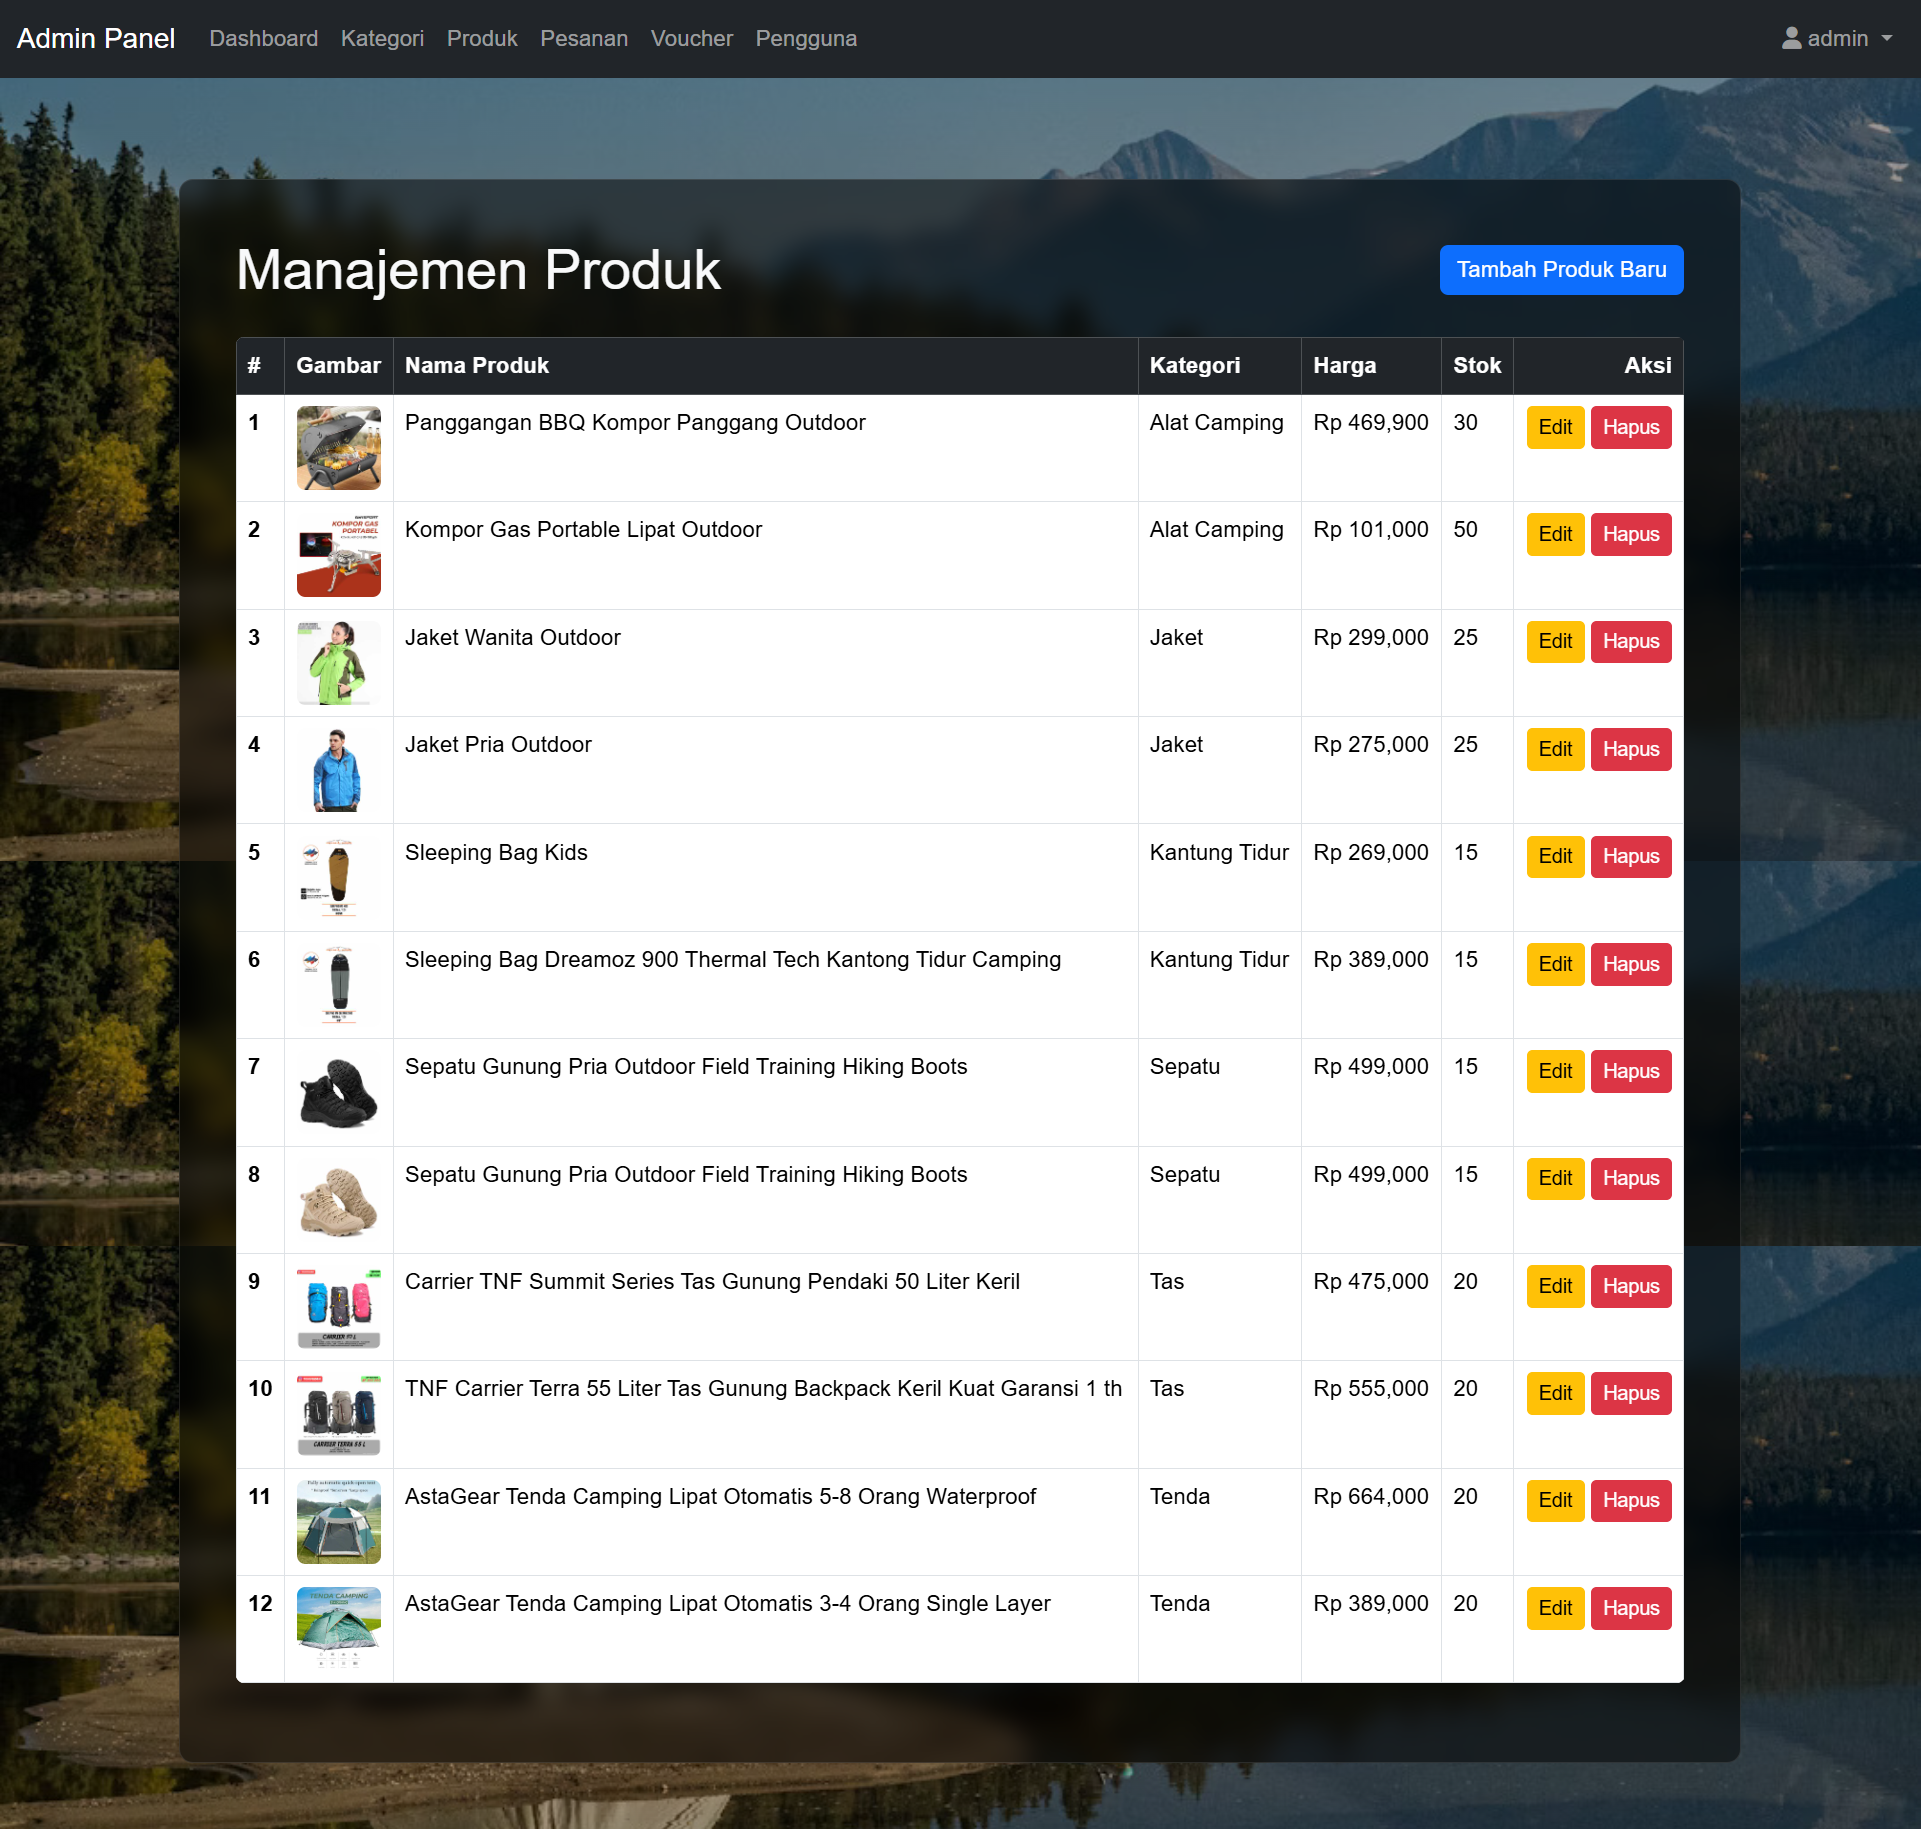 Admin Panel Dashboard Kategori Produk Pesanan Voucher Pengguna admin
Manajemen Produk Tambah Produk Baru
# Gambar Nama Produk Kategori Harga Stok Aksi
1 Panggangan BBQ Kompor Panggang Outdoor Alat Camping Rp 469,900 30 Edit Hapus
KOMPOR GAS
PORTABEL
2 Kompor Gas Portable Lipat Outdoor Alat Camping Rp 101,000 50 Edit Hapus
3 Jaket Wanita Outdoor Jaket Rp 299,000 25 Edit Hapus
4 Jaket Pria Outdoor Jaket Rp 275,000 25 Edit Hapus
5 Sleeping Bag Kids Kantung Tidur Rp 269,000 15 Edit Hapus
6 Sleeping Bag Dreamoz 900 Thermal Tech Kantong Tidur Camping Kantung Tidur Rp 389,000 15 Edit Hapus
7 Sepatu Gunung Pria Outdoor Field Training Hiking Boots Sepatu Rp 499,000 15 Edit Hapus
8 Sepatu Gunung Pria Outdoor Field Training Hiking Boots Sepatu Rp 499,000 15 Edit Hapus
9 Carrier TNF Summit Series Tas Gunung Pendaki 50 Liter Keril Tas Rp 475,000 20 Edit Hapus
10 TNF Carrier Terra 55 Liter Tas Gunung Backpack Keril Kuat Garansi 1 th Tas Rp 555,000 20 Edit Hapus
CARRIER TERRA 55 L
11 AstaGear Tenda Camping Lipat Otomatis 5-8 Orang Waterproof Tenda Rp 664,000 20 Edit Hapus
TENDA CAMPING
12 AstaGear Tenda Camping Lipat Otomatis 3-4 Orang Single Layer Tenda Rp 389,000 20 Edit Hapus